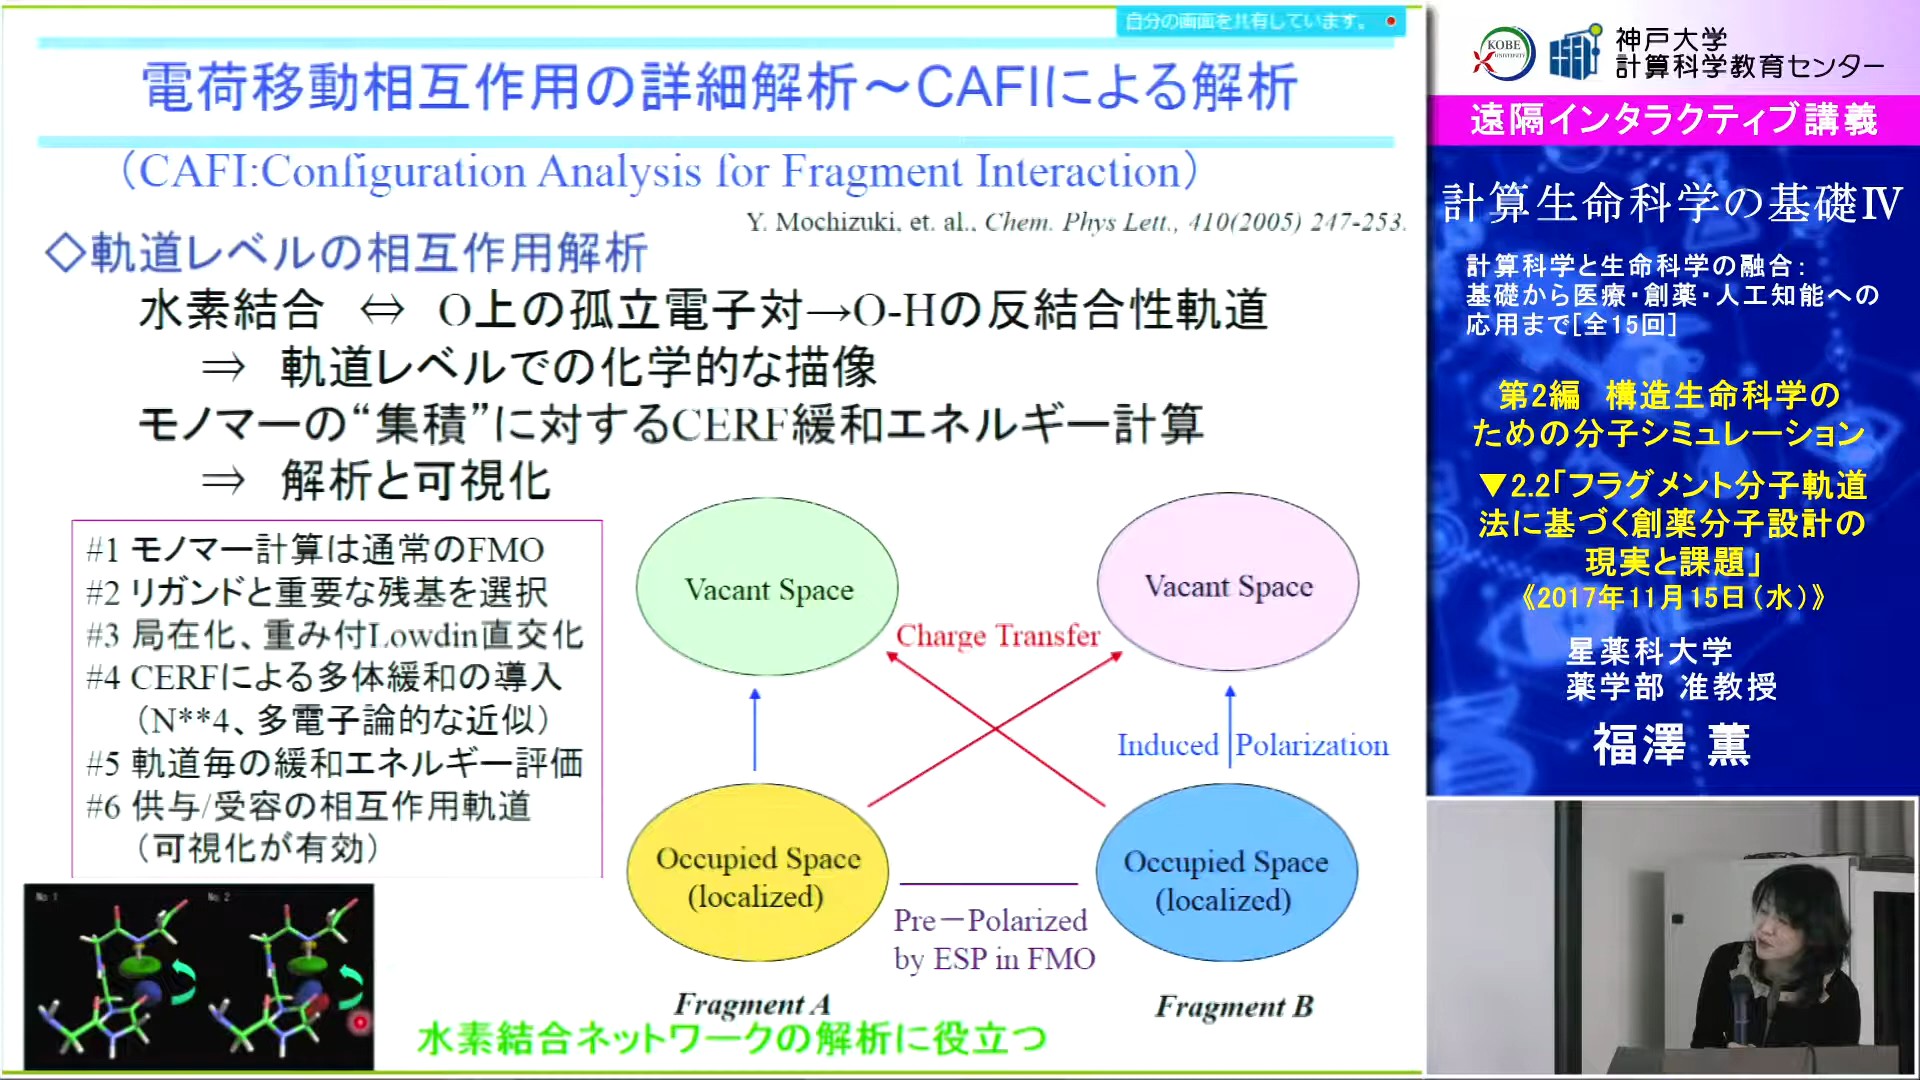 自分の画面を共有しています。
電荷移動相互作用の詳細解析～CAFIによる解析
（CAFI:Configuration Analysis for Fragment Interaction）
Y. Mochizuki, et. al., Chem. Phys Lett., 410(2005) 247-253.
◇軌道レベルの相互作用解析
水素結合 ⇔ O上の孤立電子対→O-Hの反結合性軌道
⇒ 軌道レベルでの化学的な描像
モノマーの“集積”に対するCERF緩和エネルギー計算
⇒ 解析と可視化
#1 モノマー計算は通常のFMO
#2 リガンドと重要な残基を選択
#3 局在化、重み付Lowdin直交化
#4 CERFによる多体緩和の導入
（N**4、多電子論的な近似）
#5 軌道毎の緩和エネルギー評価
#6 供与/受容の相互作用軌道
（可視化が有効）
No 1
No 2
Vacant Space
Vacant Space
Charge Transfer
Induced Polarization
Occupied Space
(localized)
Occupied Space
(localized)
Pre－Polarized
by ESP in FMO
Fragment A
Fragment B
水素結合ネットワークの解析に役立つ
KOBE
UNIVERSITY
神戸大学
計算科学教育センター
遠隔インタラクティブ講義
計算生命科学の基礎Ⅳ
計算科学と生命科学の融合：
基礎から医療・創薬・人工知能への
応用まで[全15回]
第2編 構造生命科学の
ための分子シミュレーション
▼2.2「フラグメント分子軌道
法に基づく創薬分子設計の
現実と課題」
《2017年11月15日（水）》
星薬科大学
薬学部 准教授
福澤 薫